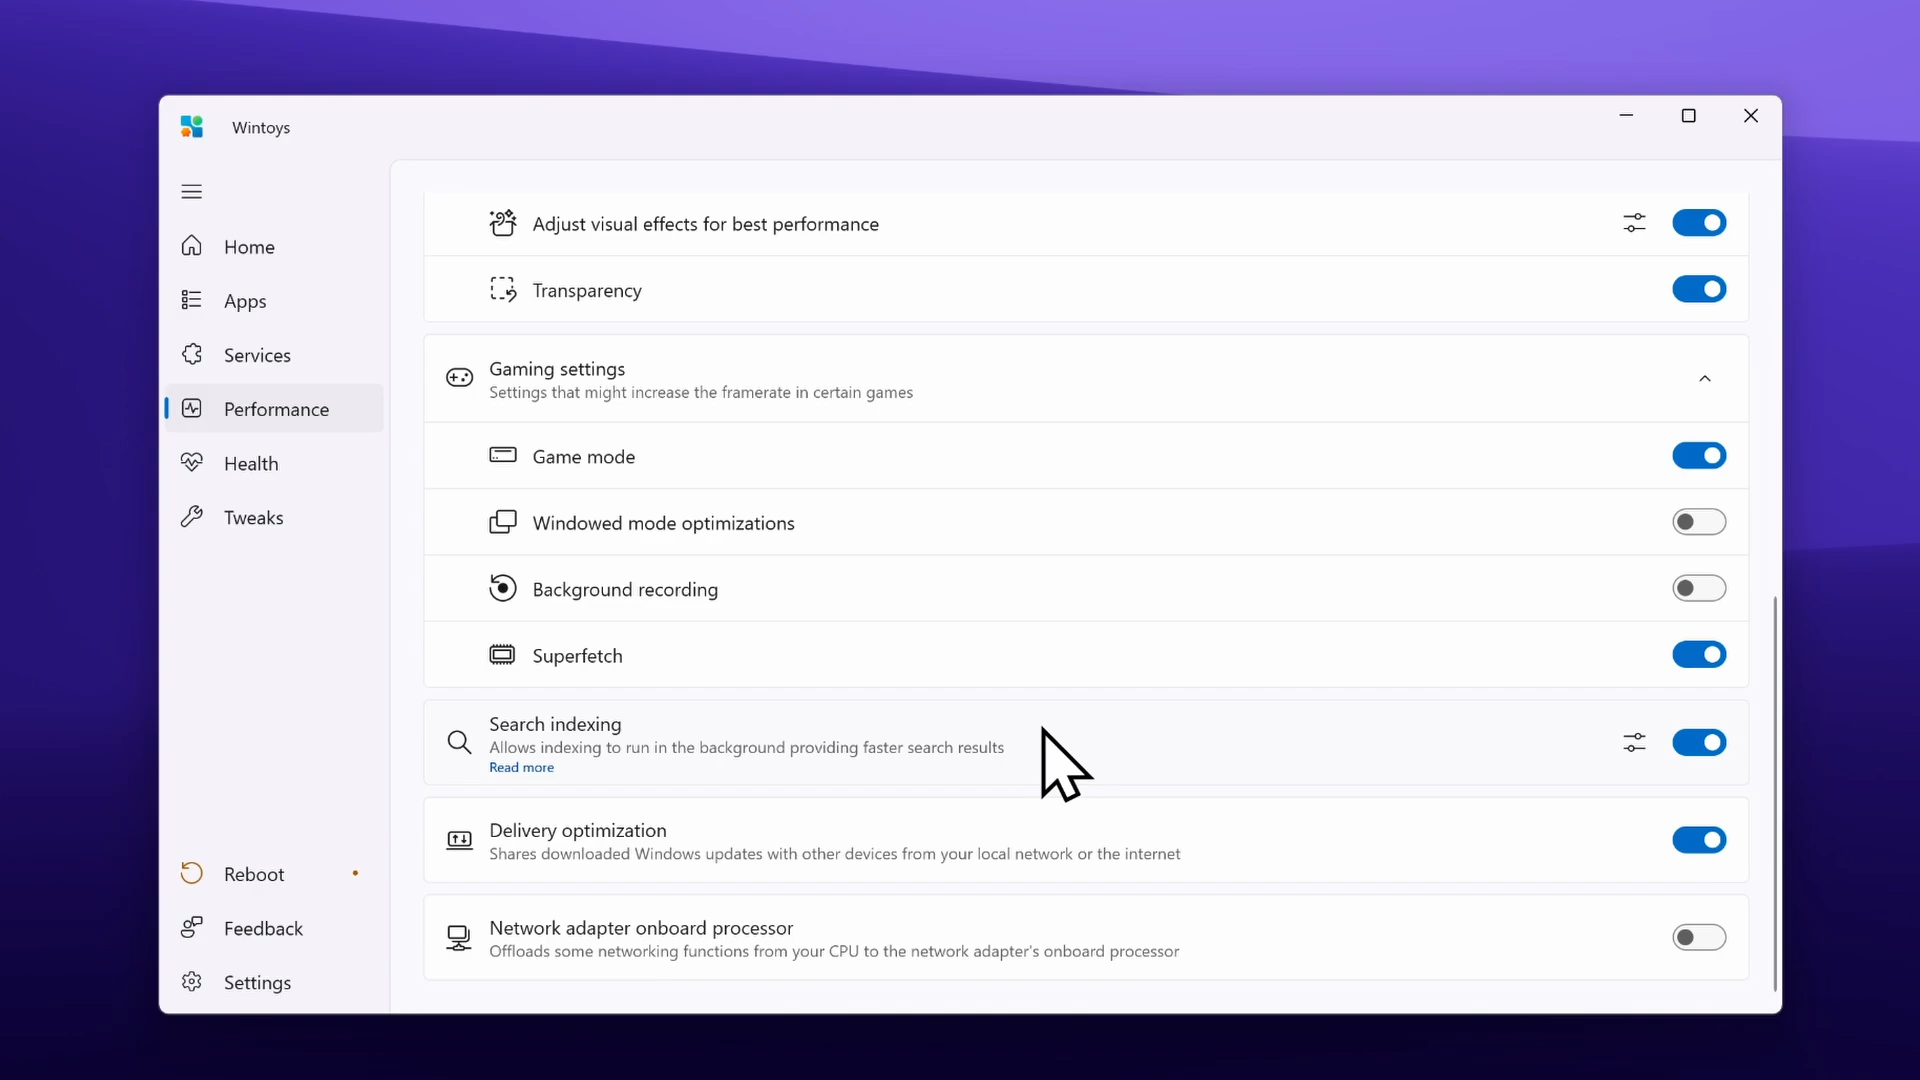 Wintoys
Home
Apps
Services
Performance
Health
Tweaks
Reboot
Feedback
Settings
Adjust visual effects for best performance
Transparency
Gaming settings
Settings that might increase the framerate in certain games
Game mode
Windowed mode optimizations
Background recording
Superfetch
Search indexing
Allows indexing to run in the background providing faster search results
Read more
Delivery optimization
Shares downloaded Windows updates with other devices from your local network or the internet
Network adapter onboard processor
Offloads some networking functions from your CPU to the network adapter's onboard processor